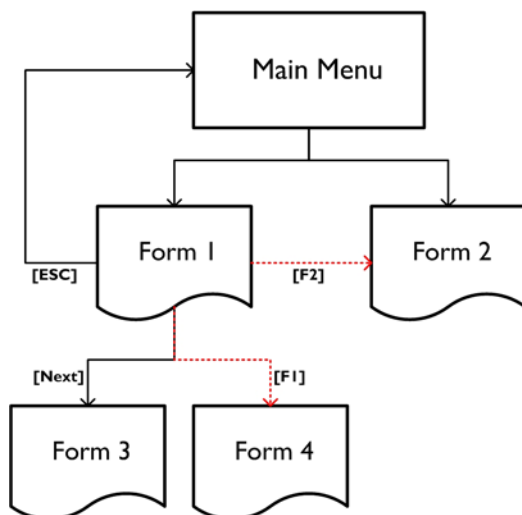 Main Menu
Form 1
Form 2
[ESC]
[F2]
[Next]
[F1]
Form 3
Form 4